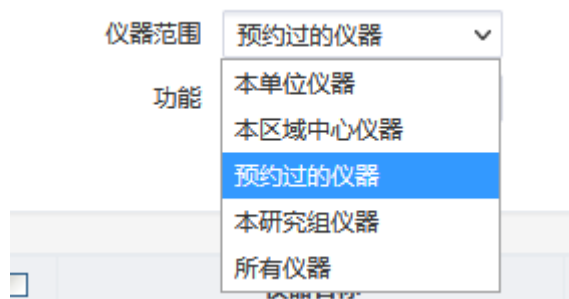 仪器范围 预约过的仪器
功能
本单位仪器
本区域中心仪器
预约过的仪器
本研究组仪器
所有仪器